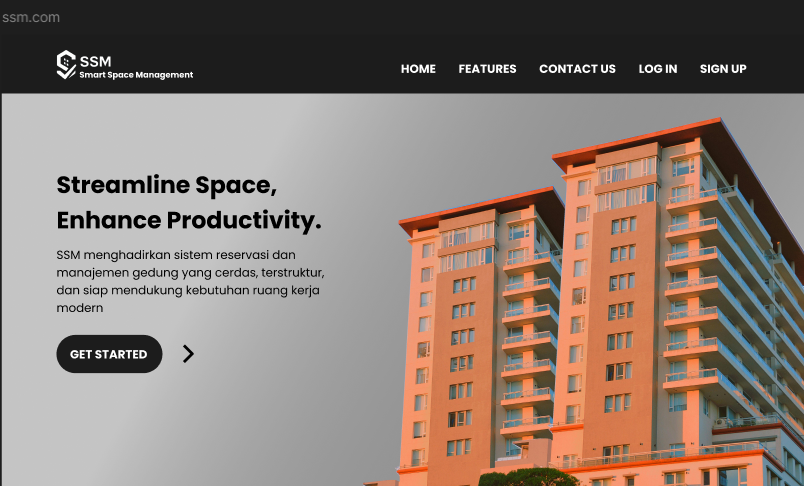 ssm.com
SSM
Smart Space Management
HOME FEATURES CONTACT US LOG IN SIGN UP
Streamline Space,
Enhance Productivity.
SSM menghadirkan sistem reservasi dan
manajemen gedung yang cerdas, terstruktur,
dan siap mendukung kebutuhan ruang kerja
modern
GET STARTED